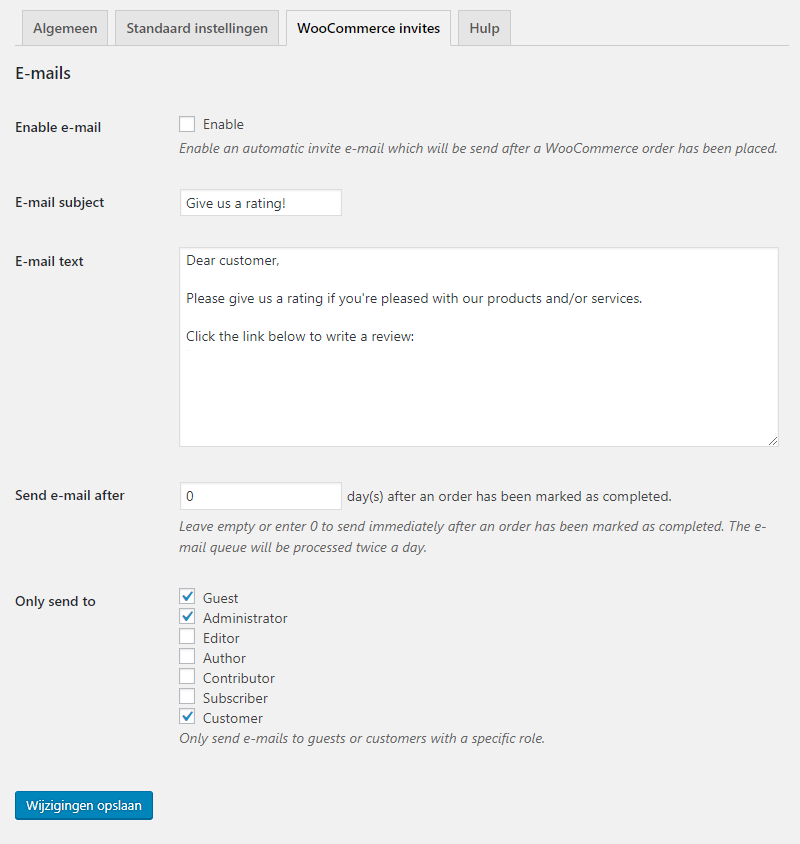 Algemeen
Standaard instellingen
WooCommerce invites
Hulp
E-mails
Enable e-mail
Enable
Enable an automatic invite e-mail which will be send after a WooCommerce order has been placed.
E-mail subject
Give us a rating!
E-mail text
Dear customer,
Please give us a rating if you're pleased with our products and/or services.
Click the link below to write a review:
Send e-mail after
0
day(s) after an order has been marked as completed.
Leave empty or enter 0 to send immediately after an order has been marked as completed. The e-
mail queue will be processed twice a day.
Only send to
Guest
Administrator
Editor
Author
Contributor
Subscriber
Customer
Only send e-mails to guests or customers with a specific role.
Wijzigingen opslaan